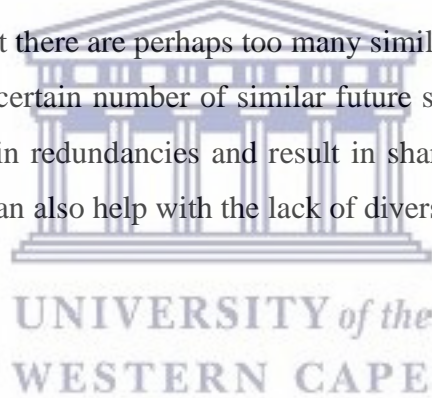 t there are perhaps too many simil
certain number of similar future s
in redundancies and result in shar
an also help with the lack of divers
UNIVERSITY of the
WESTERN CAPE